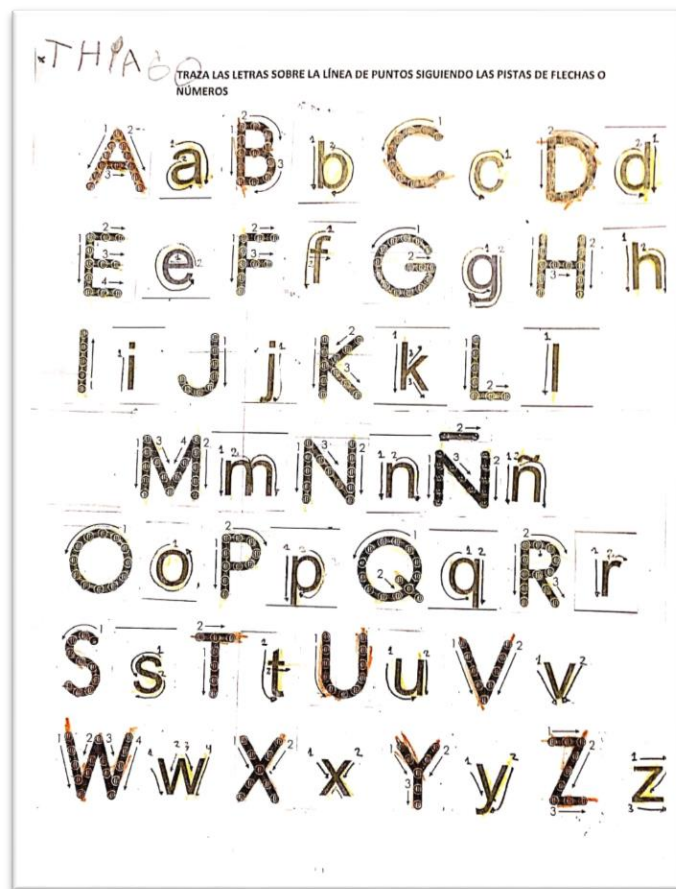 THIAGO
TRAZA LAS LETRAS SOBRE LA LÍNEA DE PUNTOS SIGUIENDO LAS PISTAS DE FLECHAS O
NÚMEROS
A a B b C c D d
E e F f G g H h
I i J j K k L l
M m N n Ñ ñ
O o P p Q q R r
S s T t U u V v
W w X x Y y Z z